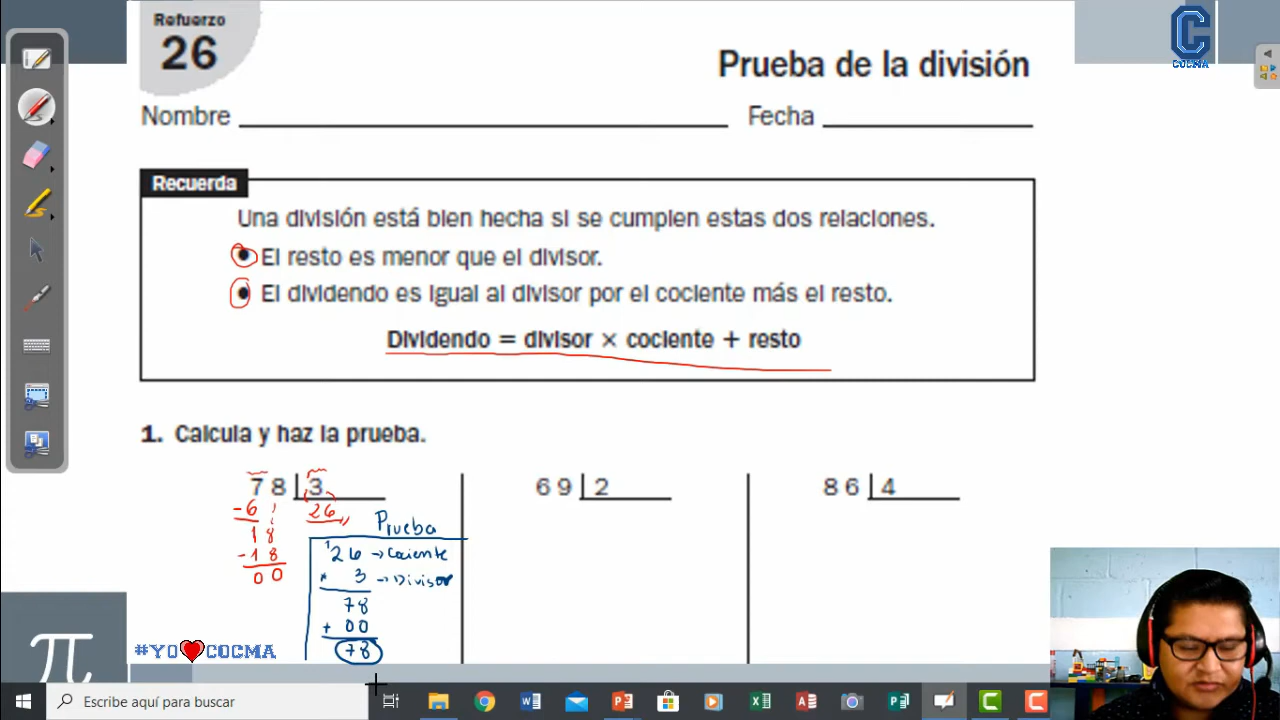 Refuerzo
26
COCMA
Prueba de la división
Nombre
Fecha
Recuerda
Una división está bien hecha si se cumplen estas dos relaciones.
El resto es menor que el divisor.
El dividendo es igual al divisor por el cociente más el resto.
Dividendo = divisor × cociente + resto
1. Calcula y haz la prueba.
78 3
-6 26
18
-18
00
Prueba
1
26 → Cociente
× 3 → Divisor
78
+ 00
78
69 2
86 4
π
#YO❤COCMA
Escribe aquí para buscar